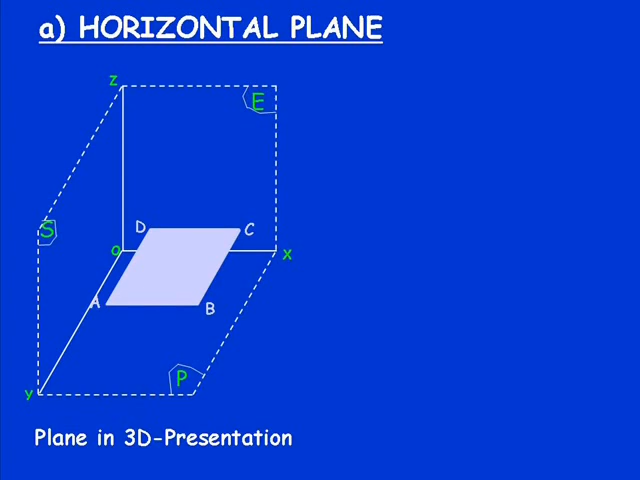 a) HORIZONTAL PLANE
Z
E
S
D
C
O
X
A
B
P
Y
Plane in 3D-Presentation